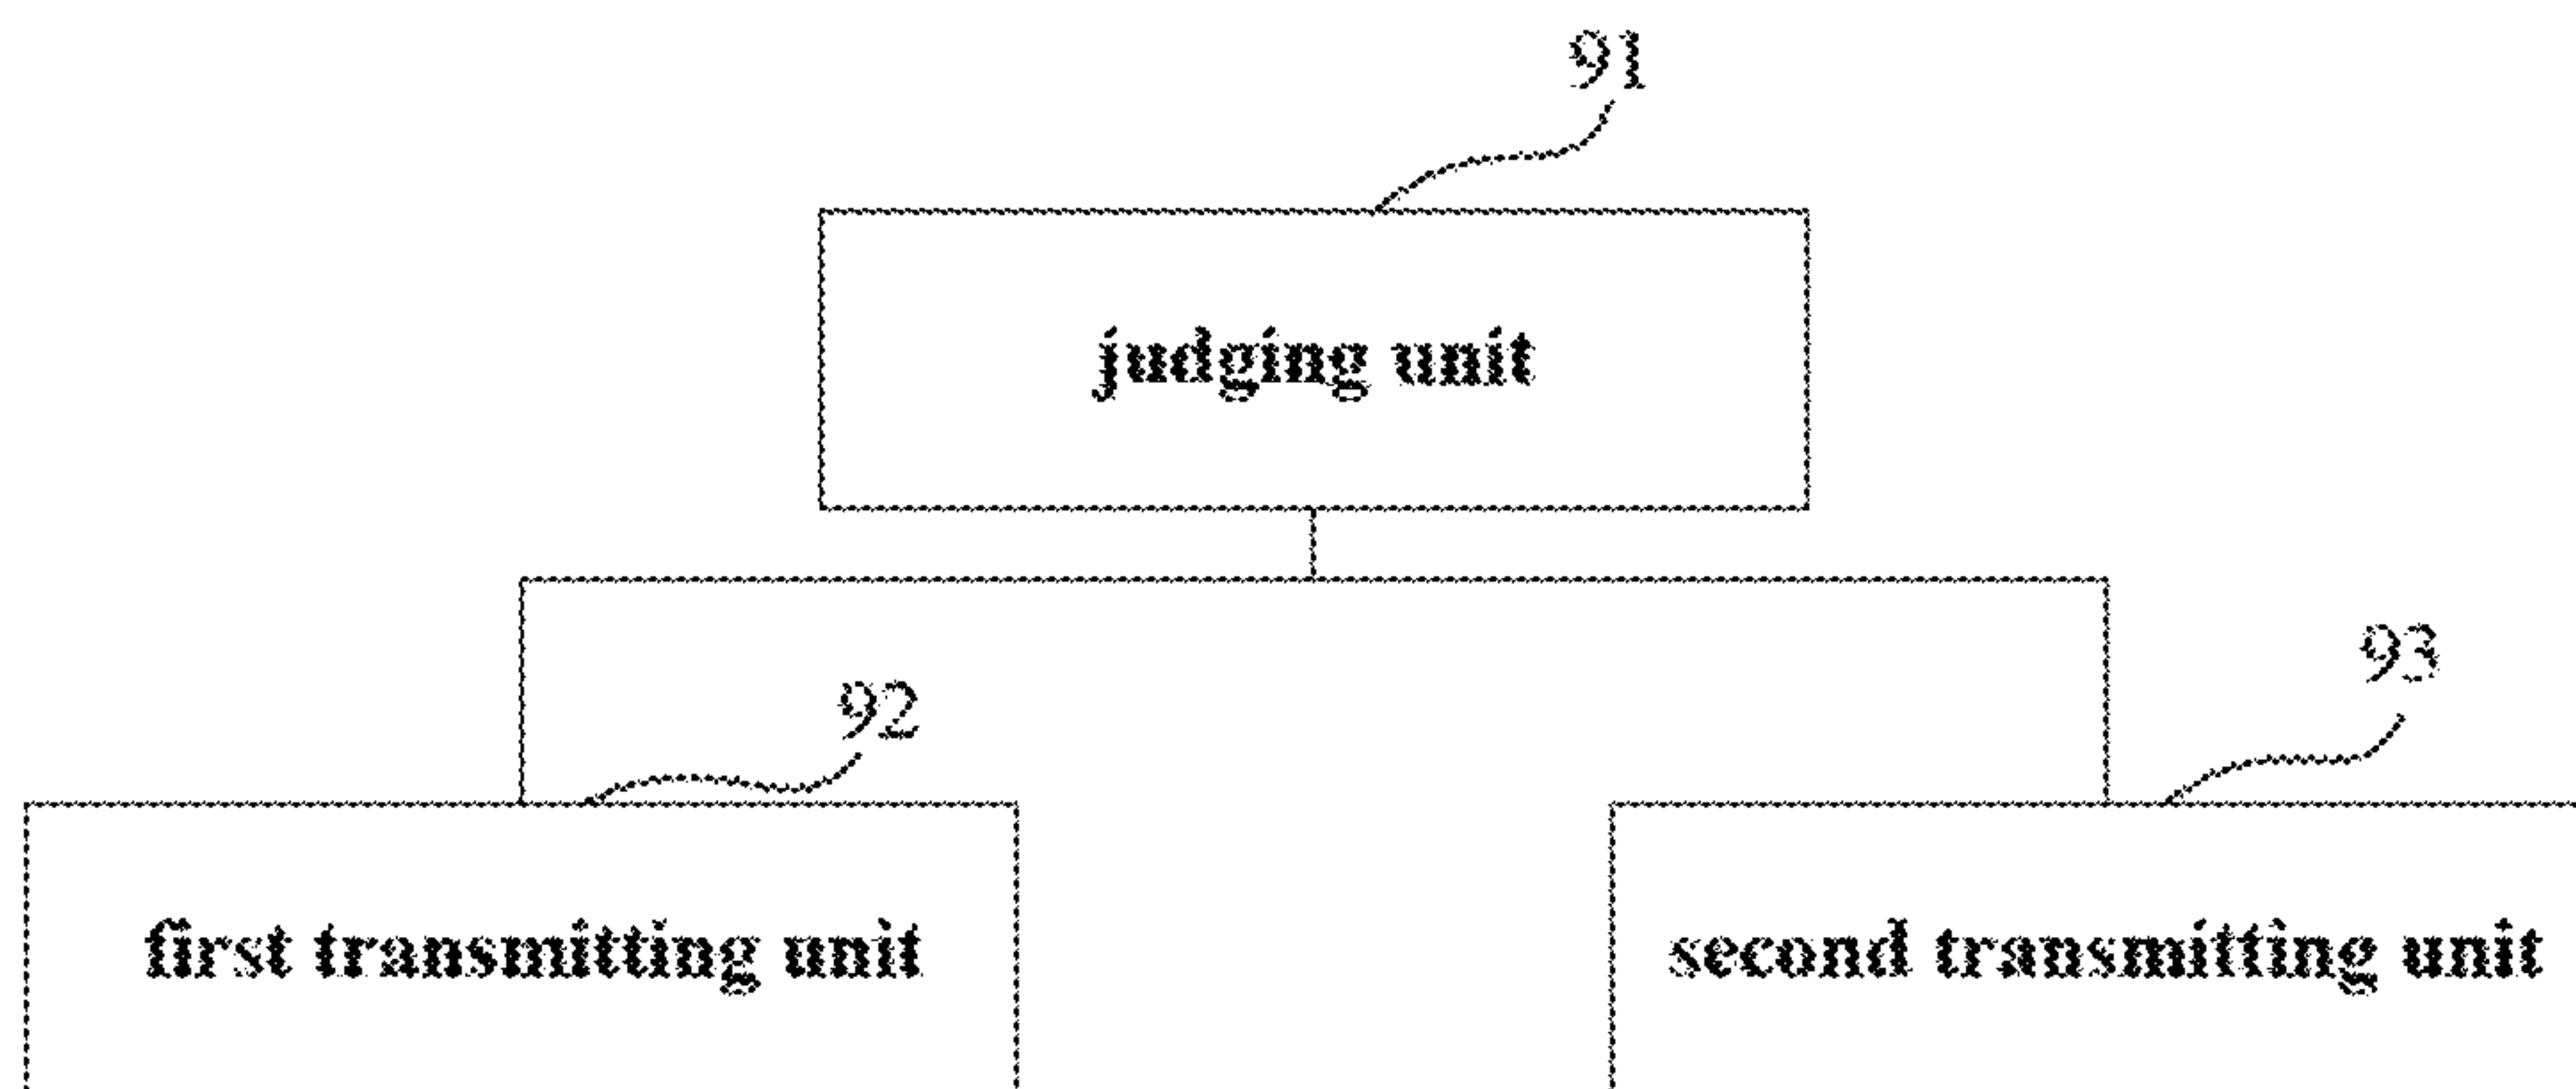 91
judging unit
93
92
first transmitting unit
second transmitting unit